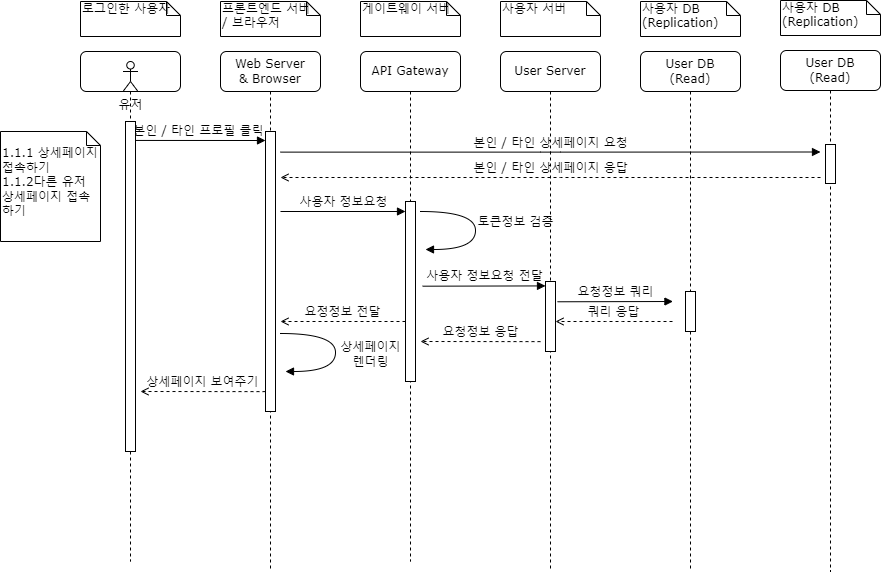 로그인한 사용자
프론트엔드 서버
/ 브라우저
게이트웨이 서버
사용자 서버
사용자 DB
(Replication)
사용자 DB
(Replication)
유저
Web Server
& Browser
API Gateway
User Server
User DB
(Read)
User DB
(Read)
1.1.1 상세페이지
접속하기
1.1.2다른 유저
상세페이지 접속
하기
본인 / 타인 프로필 클릭
본인 / 타인 상세페이지 요청
본인 / 타인 상세페이지 응답
사용자 정보요청
토큰정보 검증
사용자 정보요청 전달
요청정보 쿼리
쿼리 응답
요정정보 전달
요청정보 응답
상세페이지
렌더링
상세페이지 보여주기